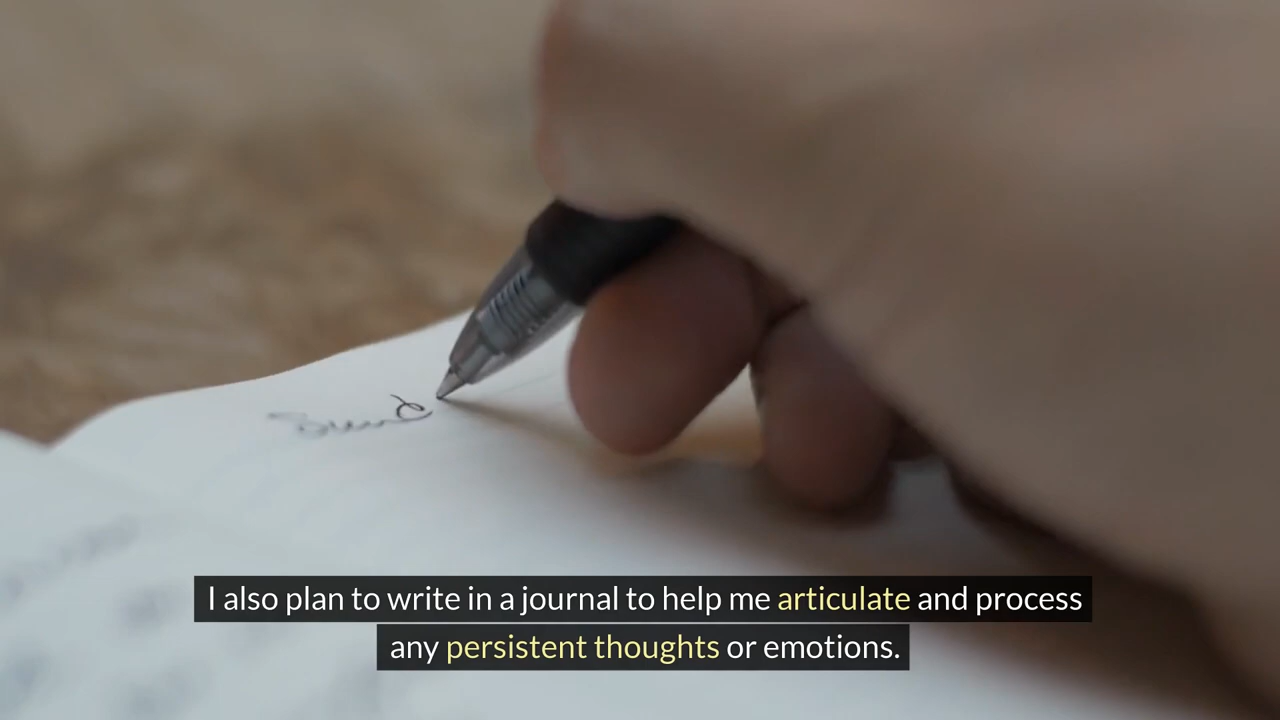 I also plan to write in a journal to help me articulate and process
any persistent thoughts or emotions.